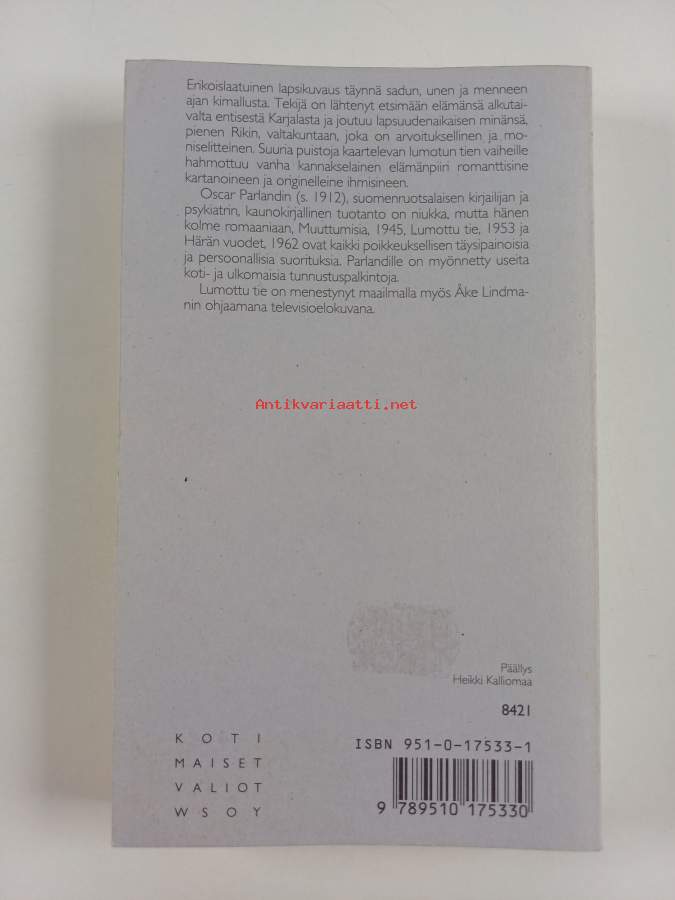 Erikoislaatuinen lapsikuvaus täynnä sadun, unen ja menneen
ajan kimallusta. Tekijä on lähtenyt etsimään elämänsä alkutai-
valta entisestä Karjalasta ja joutuu lapsuudenaikaisen minänsä,
pienen Rikin, valtakuntaan, joka on arvoituksellinen ja mo-
niselitteinen. Suuria puistoja kaartelevan lumotun tien vaiheille
hahmottuu vanha kannakselainen elämänpiiri romanttisine
kartanoineen ja originelleine ihmisineen.
Oscar Parlandin (s. 1912), suomenruotsalaisen kirjailijan ja
psykiatrin, kaunokirjallinen tuotanto on niukka, mutta hänen
kolme romaaniaan, Muuttumisia, 1945, Lumottu tie, 1953 ja
Härän vuodet, 1962 ovat kaikki poikkeuksellisen täysipainoisia
ja persoonallisia suorituksia. Parlandille on myönnetty useita
koti- ja ulkomaisia tunnustuspalkintoja.
Lumottu tie on menestynyt maailmalla myös Åke Lindma-
nin ohjaamana televisioelokuvana.
Antikvariaatti.net
Päällys
Heikki Kalliomaa
8421
KOTI
MAISET
VALIOT
WSOY
ISBN 951-0-17533-1
9 789510 175330